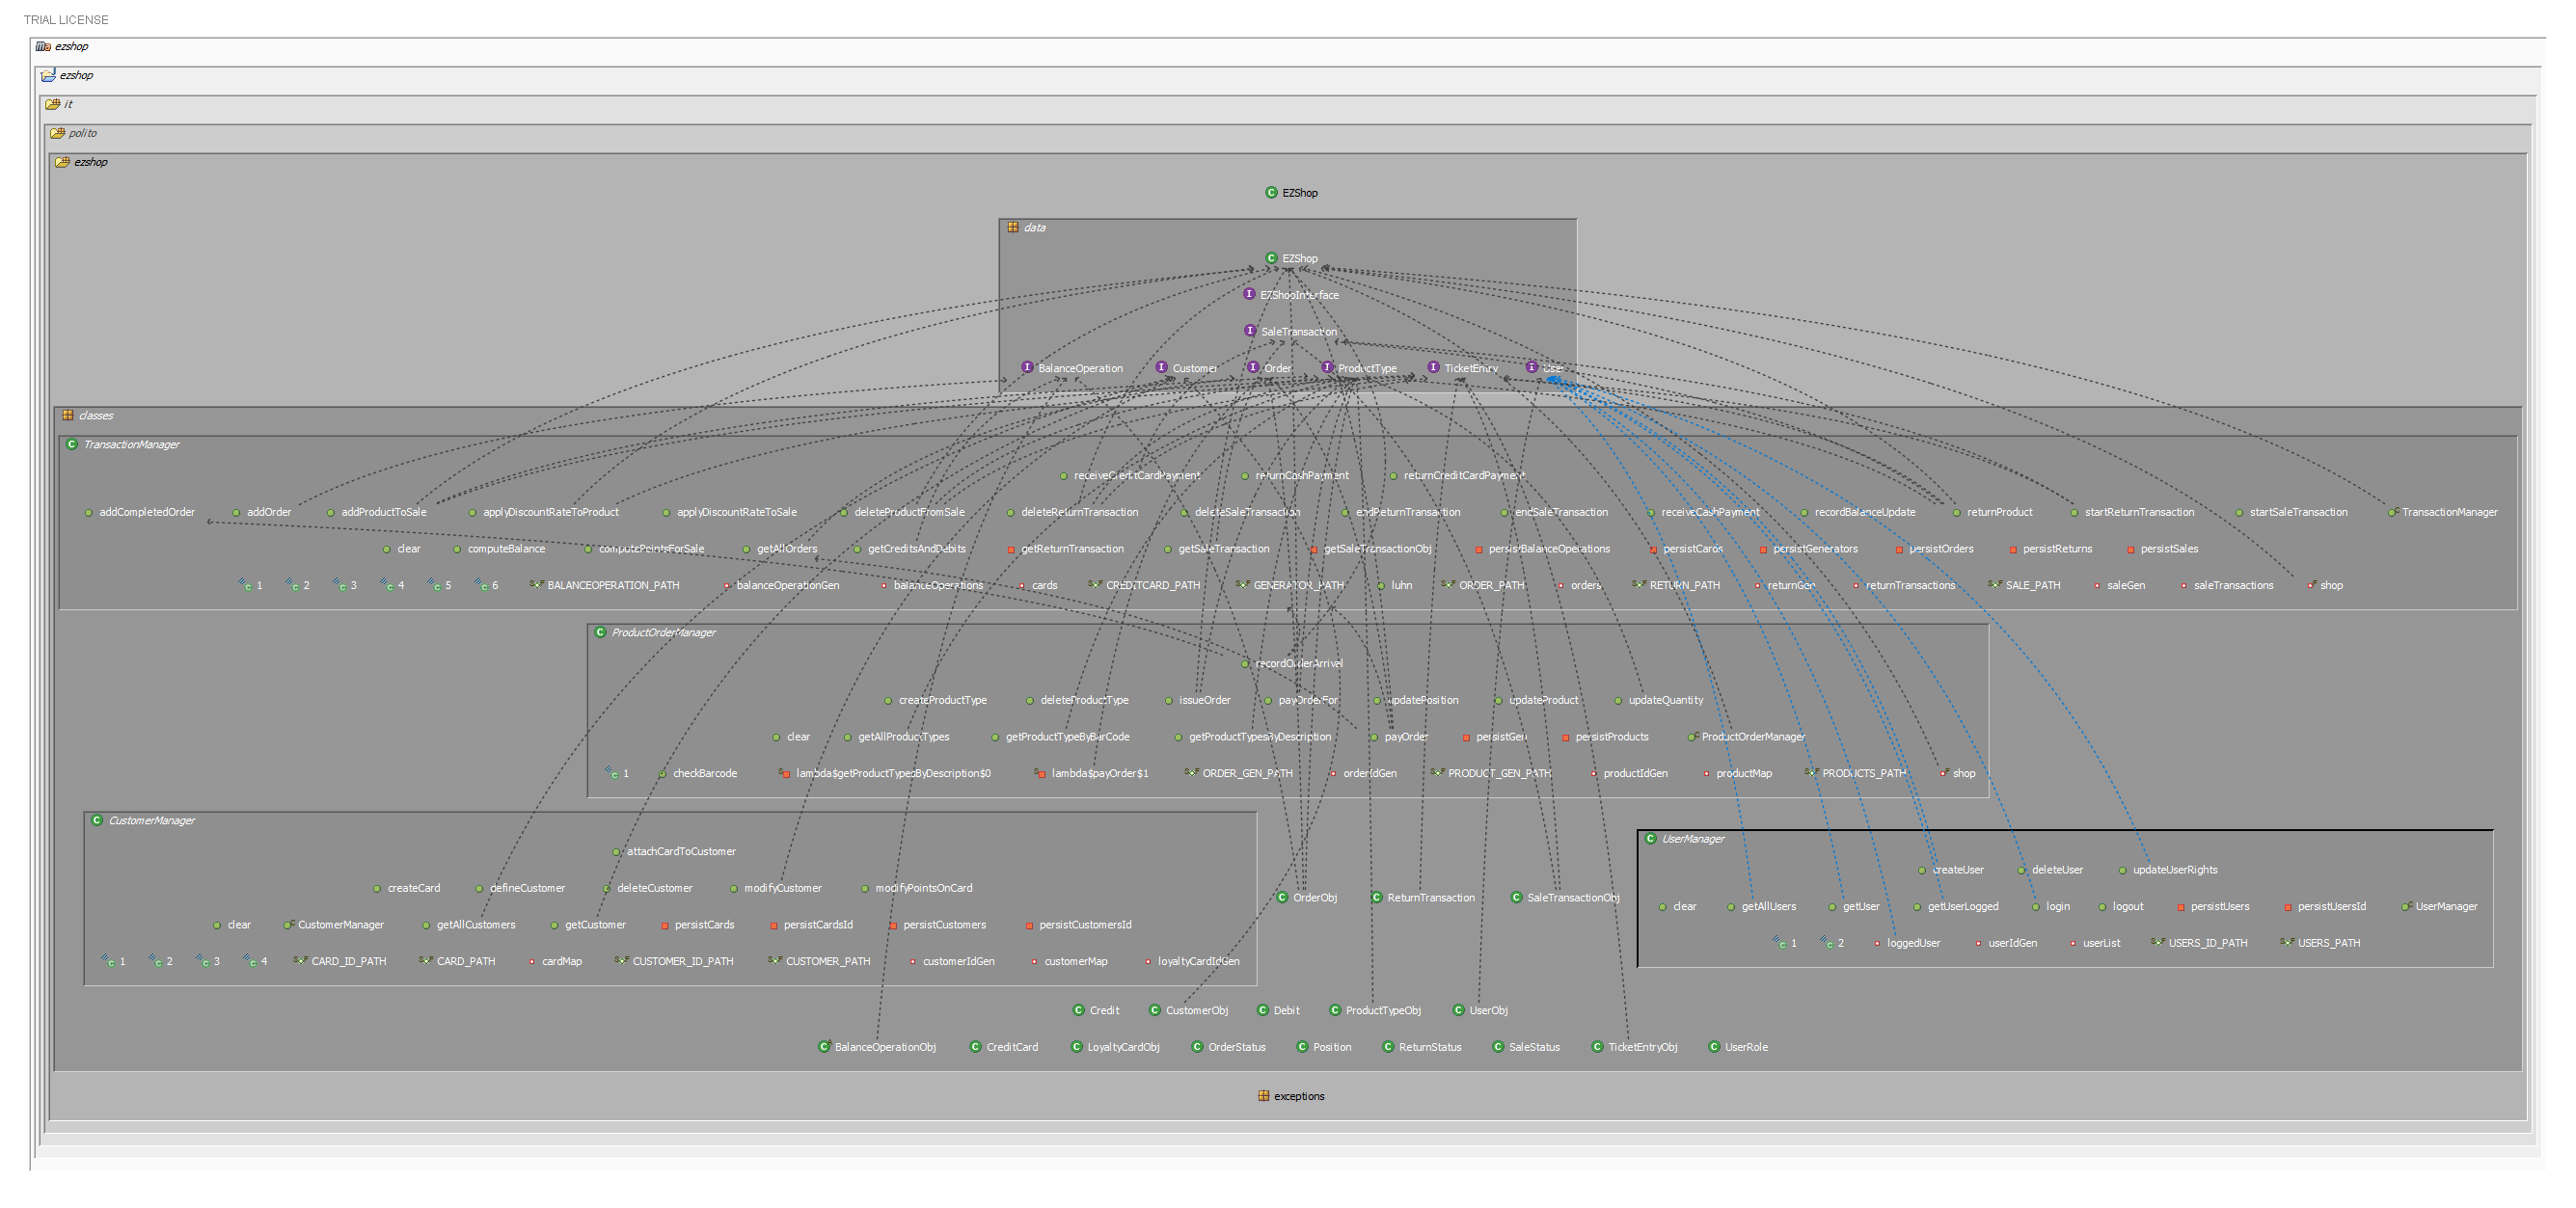 TRIAL LICENSE
ezshop
ezshop
it
polito
ezshop
EZShop
data
EZShop
EZShopInterface
SaleTransaction
BalanceOperation Customer Order ProductType TicketEntry User
classes
TransactionManager
receiveCreditCardPayment returnCashPayment returnCreditCardPayment
addCompletedOrder addOrder addProductToSale applyDiscountRateToProduct applyDiscountRateToSale deleteProductFromSale deleteReturnTransaction deleteSaleTransaction endReturnTransaction endSaleTransaction receiveCashPayment recordBalanceUpdate returnProduct startReturnTransaction startSaleTransaction TransactionManager
clear computeBalance computePointsForSale getAllOrders getCreditsAndDebits getReturnTransaction getSaleTransaction getSaleTransactionObj persistBalanceOperations persistCards persistGenerators persistOrders persistReturns persistSales
1 2 3 4 5 6 BALANCEOPERATION_PATH balanceOperationGen balanceOperations cards CREDITCARD_PATH GENERATOR_PATH luhn ORDER_PATH orders RETURN_PATH returnGen returnTransactions SALE_PATH saleGen saleTransactions shop
ProductOrderManager
recordOrderArrival
createProductType deleteProductType issueOrder payOrderFor updatePosition updateProduct updateQuantity
clear getAllProductTypes getProductTypeByBarCode getProductTypesByDescription payOrder persistGen persistProducts ProductOrderManager
1 checkBarcode lambda$getProductTypesByDescription$0 lambda$payOrder$1 ORDER_GEN_PATH orderIdGen PRODUCT_GEN_PATH productIdGen productMap PRODUCTS_PATH shop
CustomerManager
attachCardToCustomer
createCard defineCustomer deleteCustomer modifyCustomer modifyPointsOnCard
clear CustomerManager getAllCustomers getCustomer persistCards persistCardsId persistCustomers persistCustomersId
1 2 3 4 CARD_ID_PATH CARD_PATH cardMap CUSTOMER_ID_PATH CUSTOMER_PATH customerIdGen customerMap loyaltyCardIdGen
OrderObj ReturnTransaction SaleTransactionObj
UserManager
createUser deleteUser updateUserRights
clear getAllUsers getUser getUserLogged login logout persistUsers persistUsersId UserManager
1 2 loggedUser userIdGen userList USERS_ID_PATH USERS_PATH
Credit CustomerObj Debit ProductTypeObj UserObj
BalanceOperationObj CreditCard LoyaltyCardObj OrderStatus Position ReturnStatus SaleStatus TicketEntryObj UserRole
exceptions